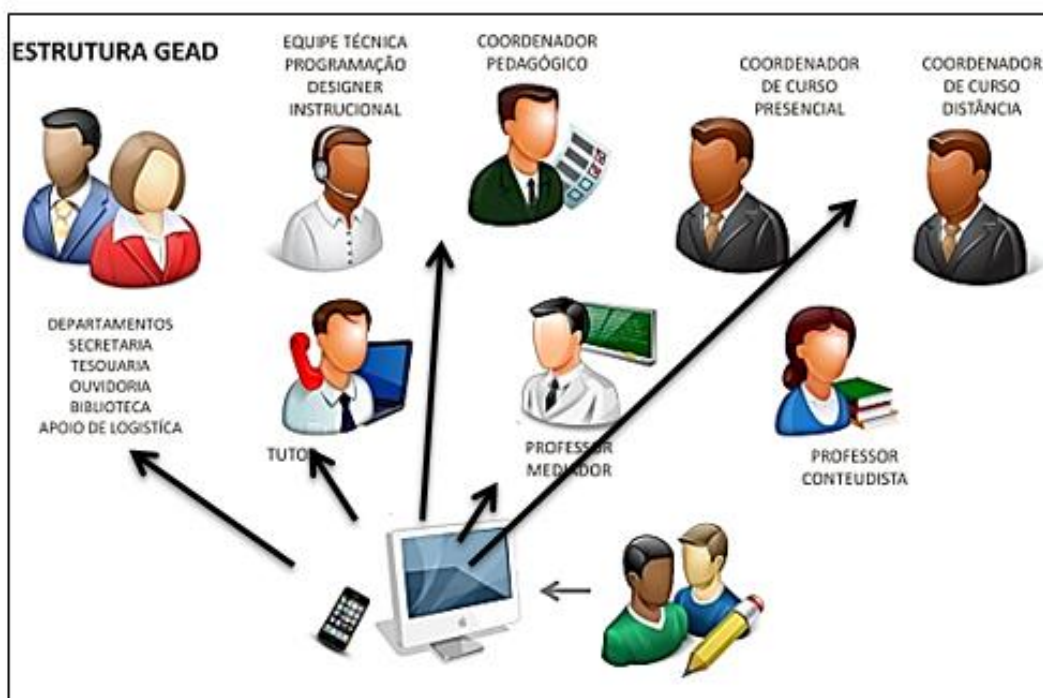 ESTRUTURA GEAD
EQUIPE TÉCNICA
PROGRAMAÇÃO
DESIGNER
INSTRUCIONAL
COORDENADOR
PEDAGÓGICO
COORDENADOR
DE CURSO
PRESENCIAL
COORDENADOR
DE CURSO
DISTÂNCIA
DEPARTAMENTOS
SECRETARIA
TESOUARIA
OUVIDORIA
BIBLIOTECA
APOIO DE LOGISTÍCA
TUTOR
PROFESSOR
MEDIADOR
PROFESSOR
CONTEUDISTA